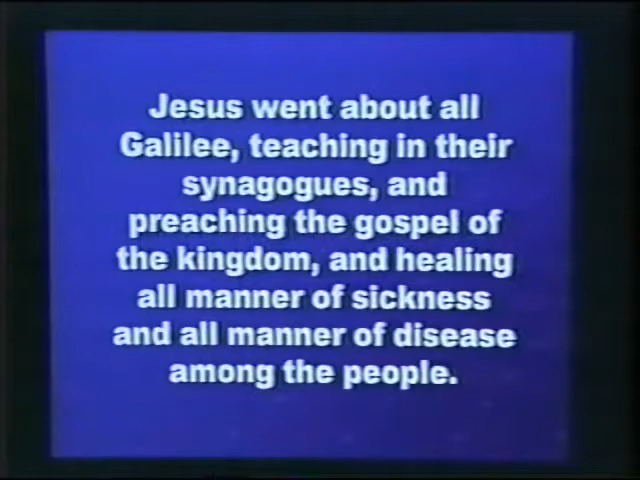 Jesus went about all
Galilee, teaching in their
synagogues, and
preaching the gospel of
the kingdom, and healing
all manner of sickness
and all manner of disease
among the people.